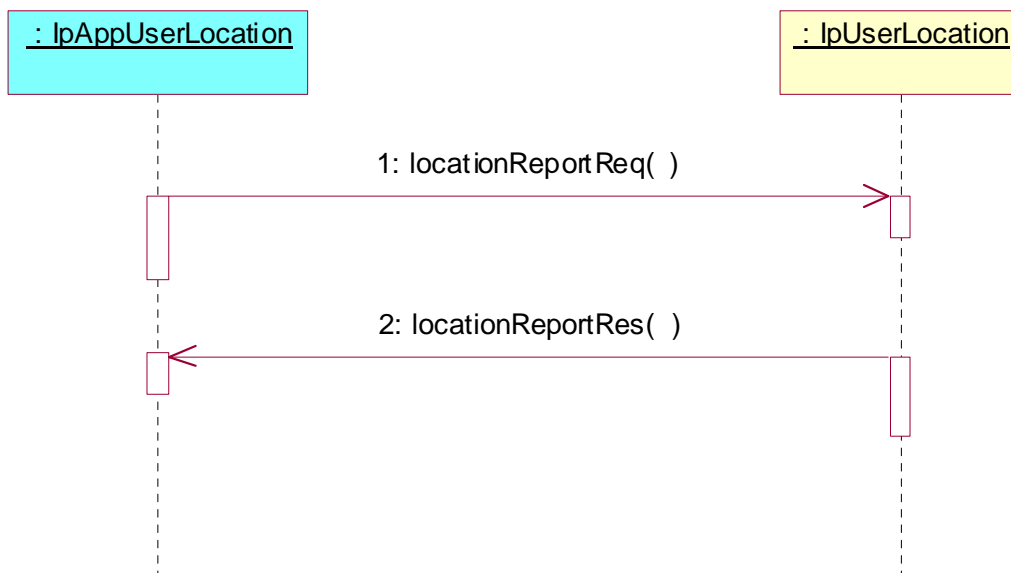 : IpAppUserLocation
: IpUserLocation
1: locationReportReq( )
2: locationReportRes( )